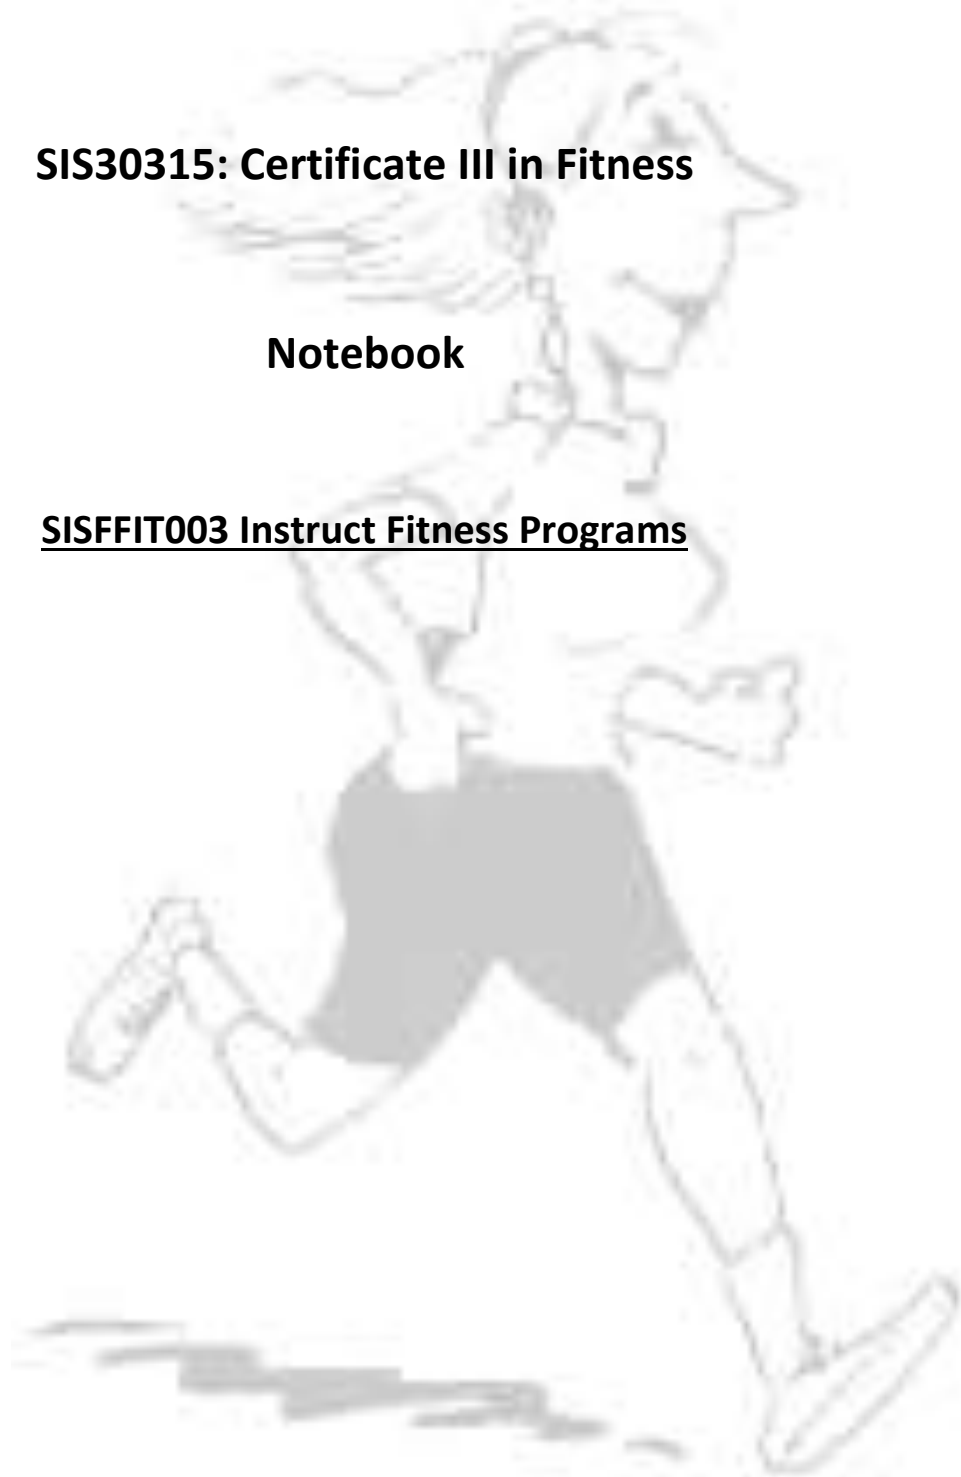 SIS30315: Certificate III in Fitness
Notebook
SISFFIT003 Instruct Fitness Programs